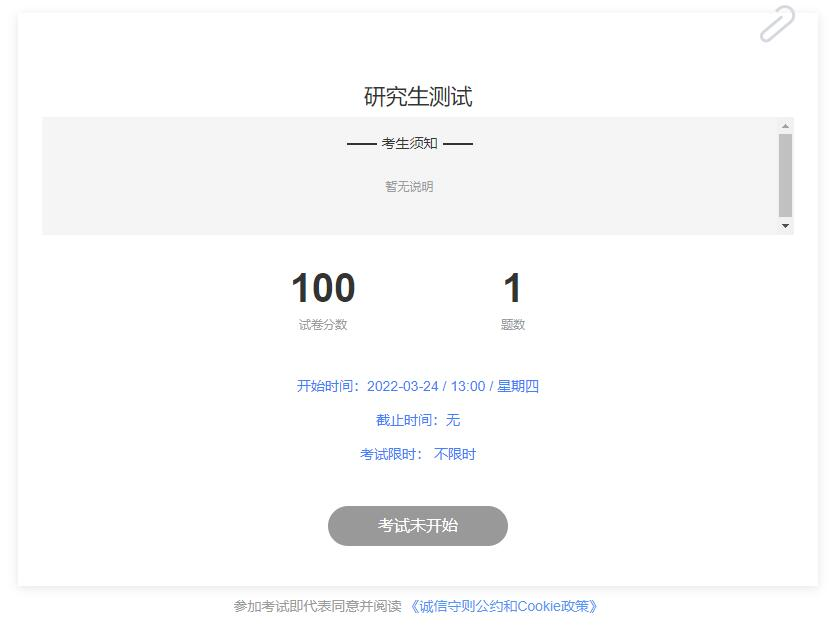 研究生测试
考生须知
暂无说明
100 1
试卷分数 题数
开始时间：2022-03-24 / 13:00 / 星期四
截止时间：无
考试限时： 不限时
考试未开始
参加考试即代表同意并阅读 《诚信守则公约和Cookie政策》